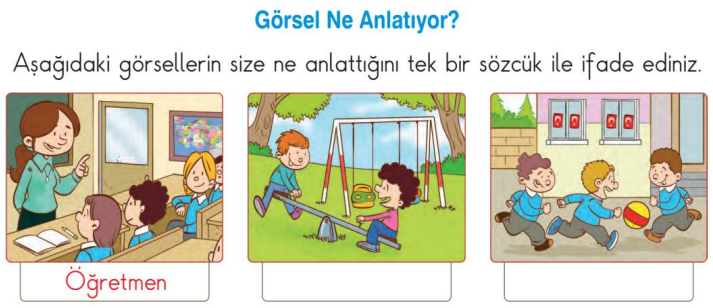 Görsel Ne Anlatıyor?
Aşağıdaki görsellerin size ne anlattığını tek bir sözcük ile ifade ediniz.
Öğretmen